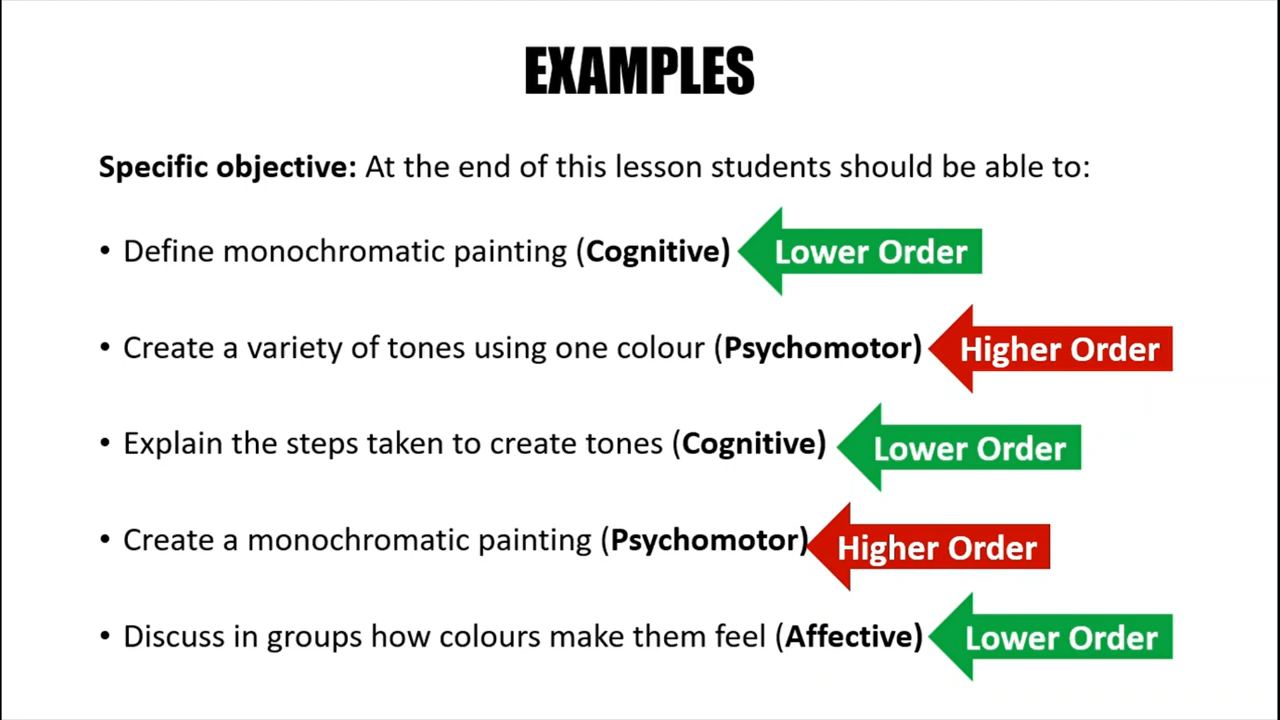 EXAMPLES
Specific objective: At the end of this lesson students should be able to:
• Define monochromatic painting (Cognitive) Lower Order
• Create a variety of tones using one colour (Psychomotor) Higher Order
• Explain the steps taken to create tones (Cognitive) Lower Order
• Create a monochromatic painting (Psychomotor) Higher Order
• Discuss in groups how colours make them feel (Affective) Lower Order